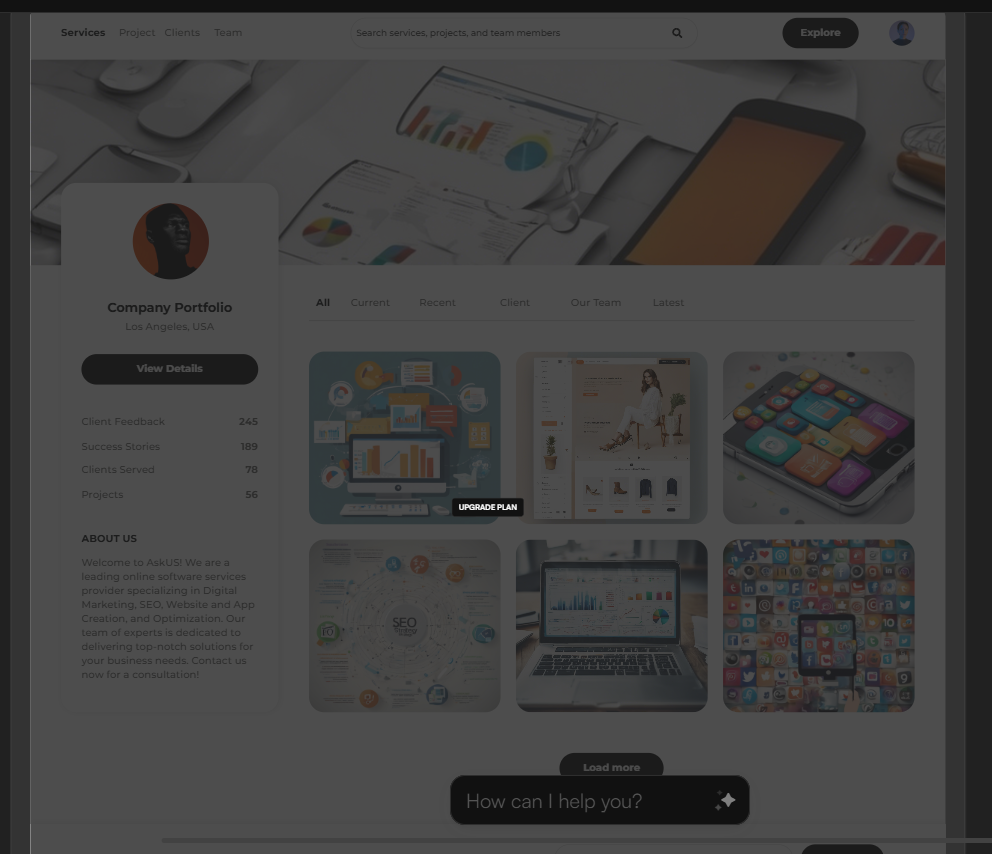 Services Project Clients Team
Search services, projects, and team members
Explore
Company Portfolio
Los Angeles, USA
View Details
Client Feedback 245
Success Stories 189
Clients Served 78
Projects 56
ABOUT US
Welcome to AskUS! We are a
leading online software services
provider specializing in Digital
Marketing, SEO, Website and App
Creation, and Optimization. Our
team of experts is dedicated to
delivering top-notch solutions for
your business needs. Contact us
now for a consultation!
All Current Recent Client Our Team Latest
UPGRADE PLAN
SEO
Load more
How can I help you?